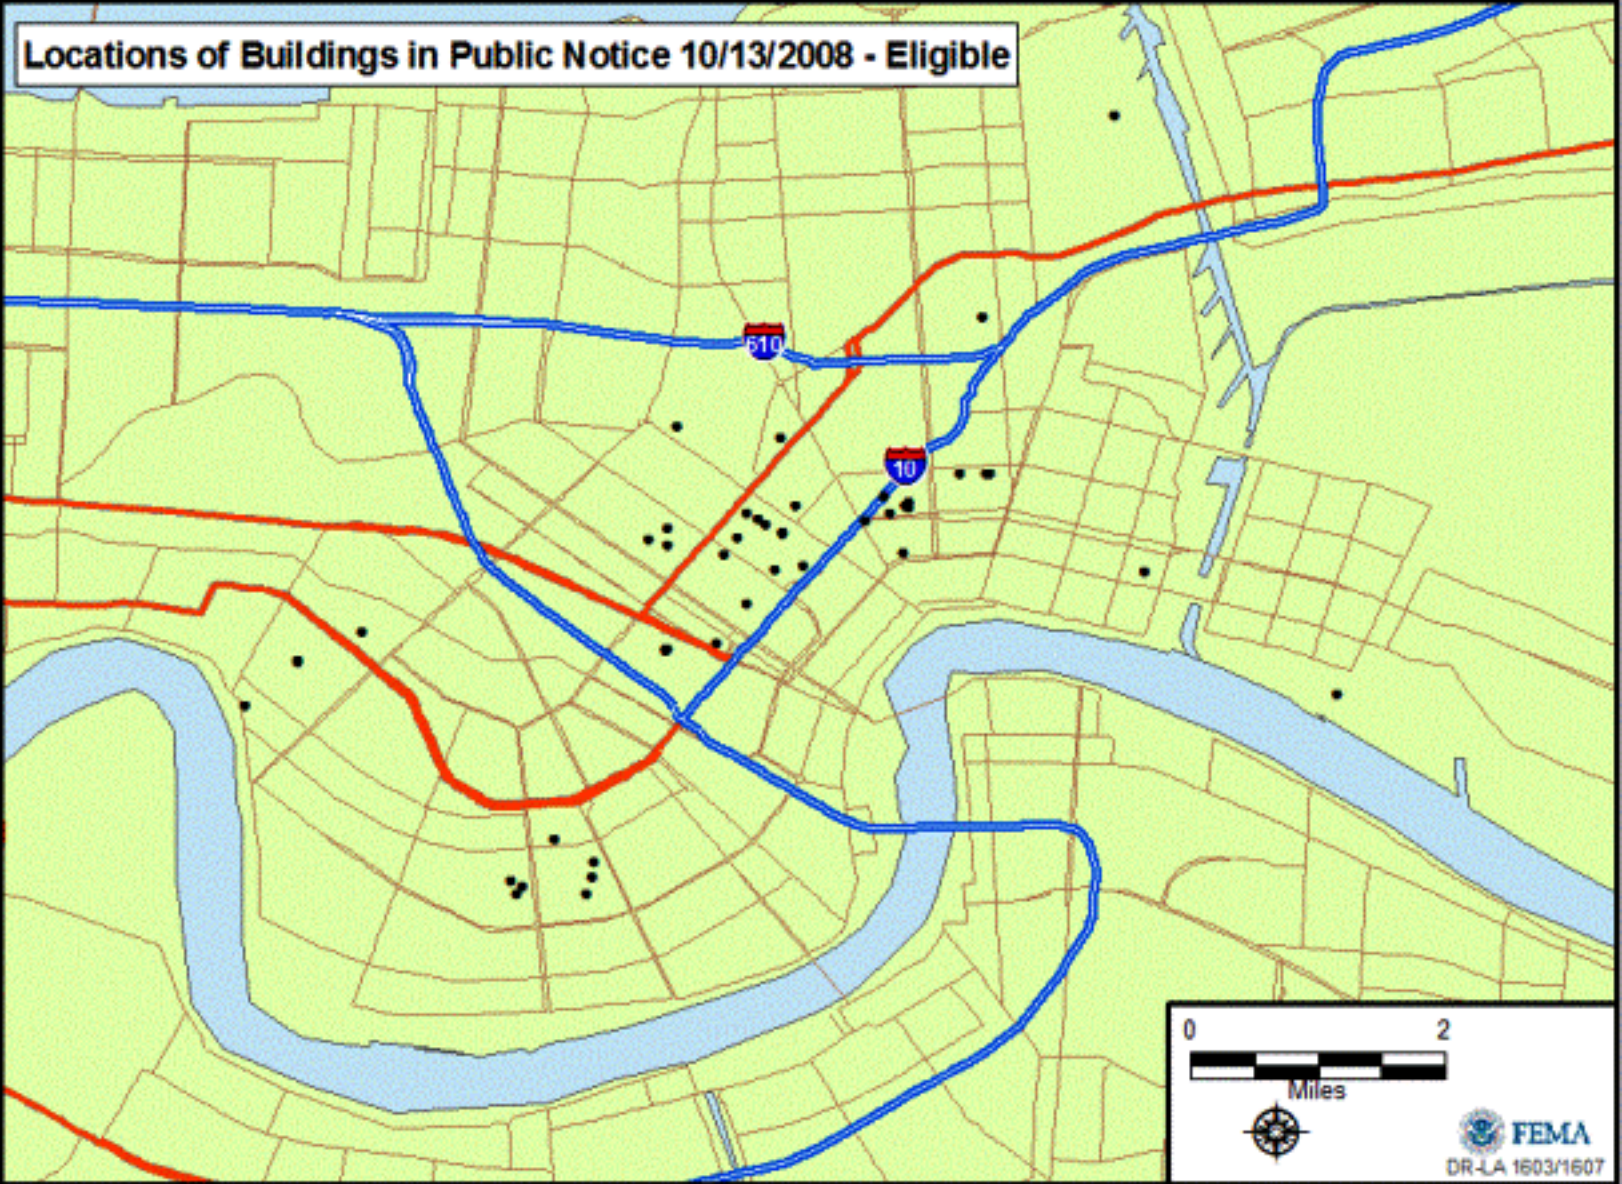 Locations of Buildings in Public Notice 10/13/2008 - Eligible
610
10
0 2
Miles
FEMA
DR-LA 1603/1607